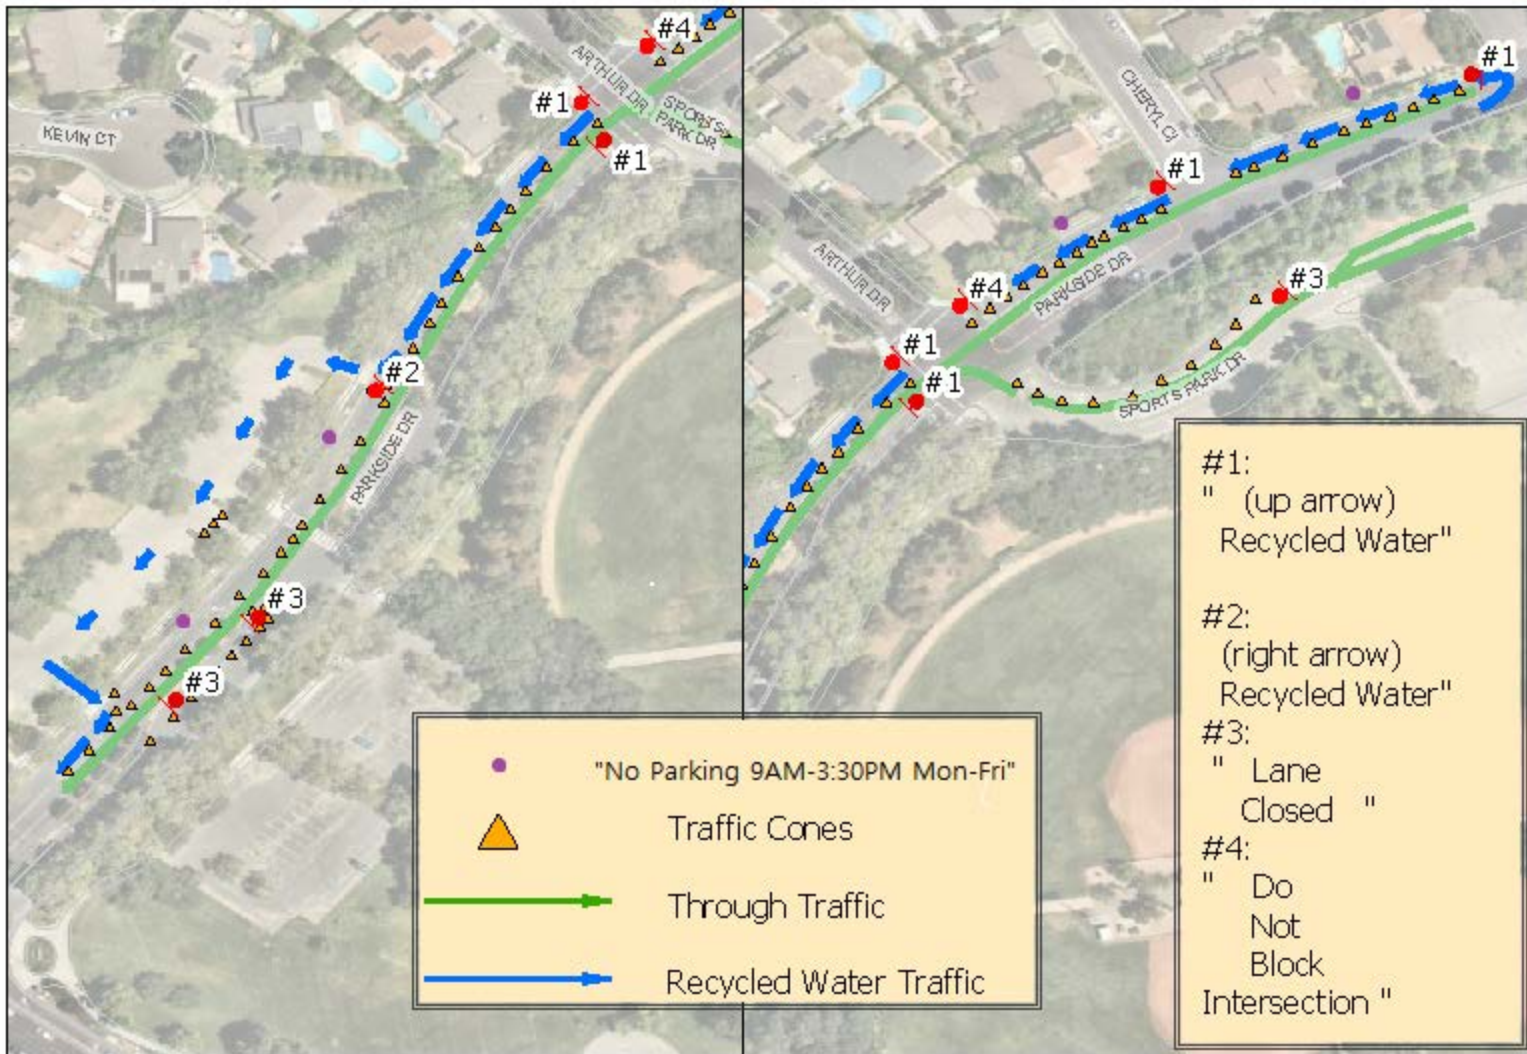 #4
ARTHUR DR
SPORTS
PARK DR
#1
#1
KEVIN CT
#2
PARKSIDE DR
#3
#3
#1
CHERYL CT
#1
ARTHUR DR
#4
PARKSIDE DR
#3
#1
#1
SPORTS PARK DR
"No Parking 9AM-3:30PM Mon-Fri"
Traffic Cones
Through Traffic
Recycled Water Traffic
#1:
" (up arrow)
Recycled Water"
#2:
(right arrow)
Recycled Water"
#3:
" Lane
Closed "
#4:
" Do
Not
Block
Intersection "